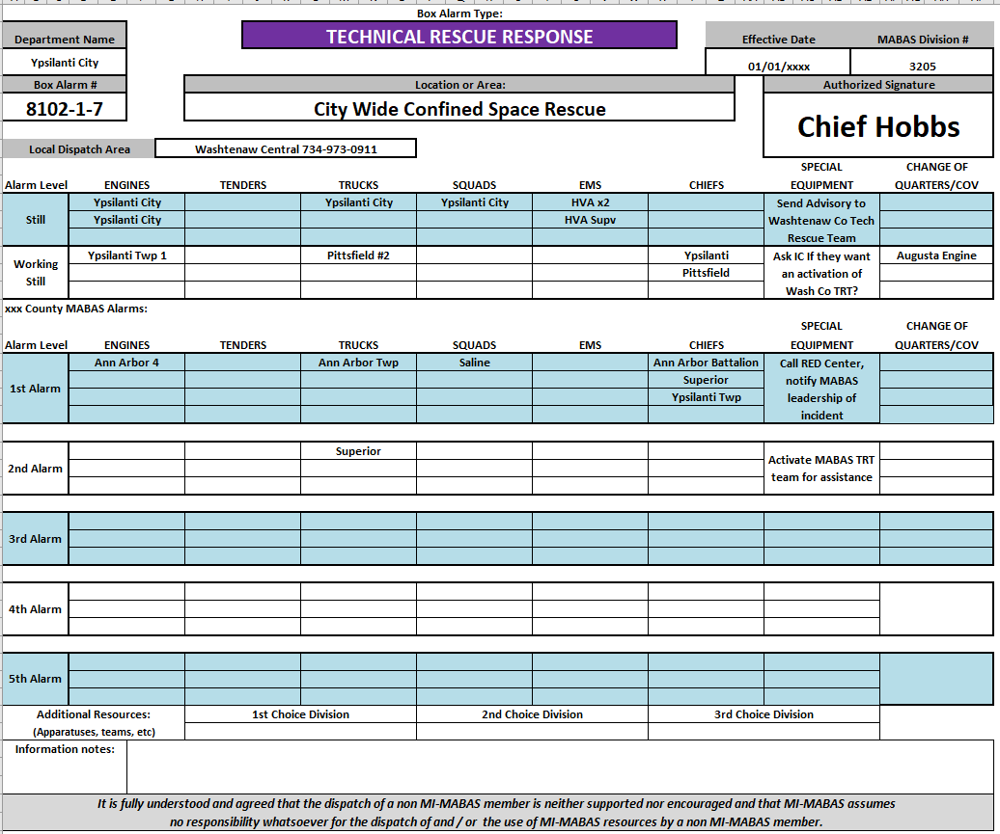 Box Alarm Type:
Department Name
TECHNICAL RESCUE RESPONSE
Effective Date MABAS Division #
Ypsilanti City
01/01/xxxx 3205
Box Alarm # Location or Area: Authorized Signature
8102-1-7 City Wide Confined Space Rescue Chief Hobbs
Local Dispatch Area Washtenaw Central 734-973-0911
SPECIAL CHANGE OF
Alarm Level ENGINES TENDERS TRUCKS SQUADS EMS CHIEFS EQUIPMENT QUARTERS/COV
Ypsilanti City Ypsilanti City Ypsilanti City HVA x2 Send Advisory to
Still Ypsilanti City HVA Supv Washtenaw Co Tech
Rescue Team
Ypsilanti Twp 1 Pittsfield #2 Ypsilanti Ask IC If they want Augusta Engine
Working Pittsfield an activation of
Still Wash Co TRT?
xxx County MABAS Alarms:
SPECIAL CHANGE OF
Alarm Level ENGINES TENDERS TRUCKS SQUADS EMS CHIEFS EQUIPMENT QUARTERS/COV
Ann Arbor 4 Ann Arbor Twp Saline Ann Arbor Battalion Call RED Center,
1st Alarm Superior notify MABAS
Ypsilanti Twp leadership of
incident
Superior
2nd Alarm Activate MABAS TRT
team for assistance
3rd Alarm
4th Alarm
5th Alarm
Additional Resources: 1st Choice Division 2nd Choice Division 3rd Choice Division
(Apparatuses, teams, etc)
Information notes:
It is fully understood and agreed that the dispatch of a non MI-MABAS member is neither supported nor encouraged and that MI-MABAS assumes
no responsibility whatsoever for the dispatch of and / or the use of MI-MABAS resources by a non MI-MABAS member.